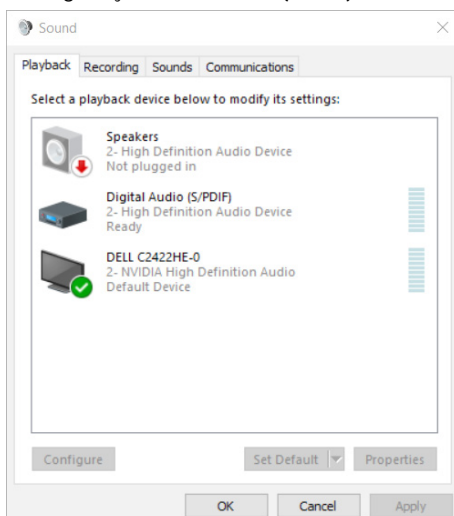 Sound
Playback Recording Sounds Communications
Select a playback device below to modify its settings:
Speakers
2- High Definition Audio Device
Not plugged in
Digital Audio (S/PDIF)
2- High Definition Audio Device
Ready
DELL C2422HE-0
2- NVIDIA High Definition Audio
Default Device
Configure Set Default Properties
OK Cancel Apply